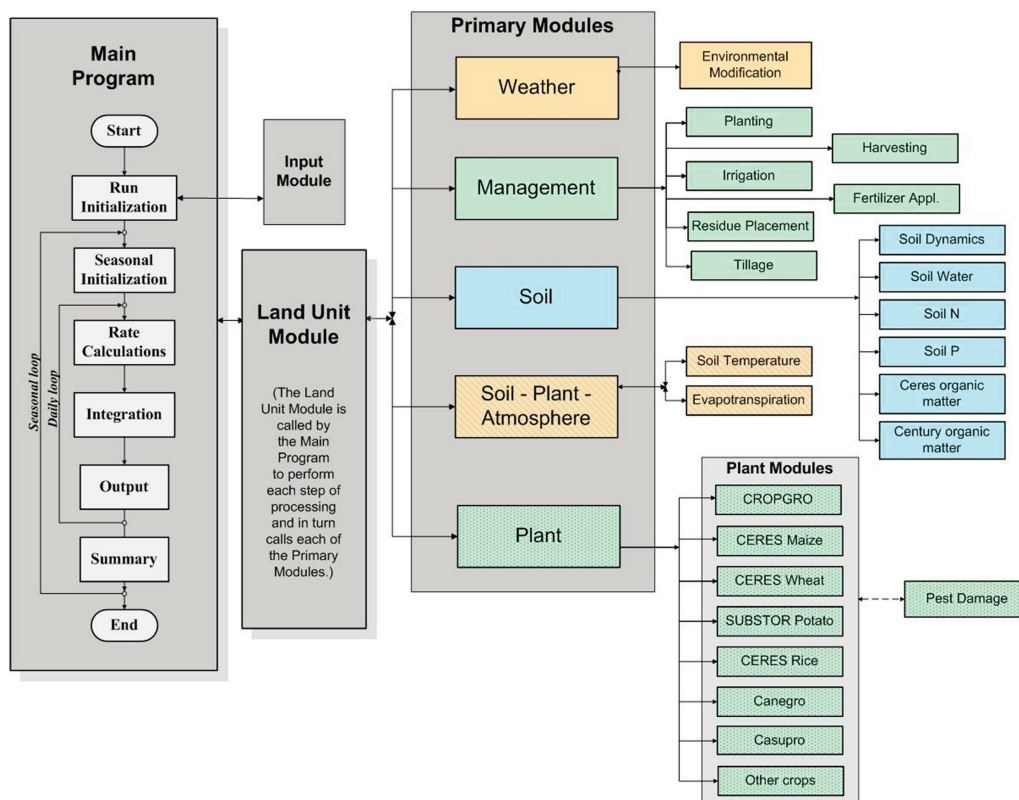 Main
Program
Start
Run
Initialization
Seasonal
Initialization
Rate
Calculations
Integration
Output
Summary
End
Seasonal loop
Daily loop
Input
Module
Land Unit
Module
(The Land
Unit Module is
called by
the Main
Program
to perform
each step of
processing
and in turn
calls each of
the Primary
Modules.)
Primary Modules
Weather
Management
Soil
Soil - Plant -
Atmosphere
Plant
Environmental
Modification
Planting
Harvesting
Irrigation
Fertilizer Appl.
Residue Placement
Tillage
Soil Dynamics
Soil Water
Soil N
Soil P
Ceres organic
matter
Century organic
matter
Soil Temperature
Evapotranspiration
Plant Modules
CROPGRO
CERES Maize
CERES Wheat
SUBSTOR Potato
CERES Rice
Canegro
Casupro
Other crops
Pest Damage